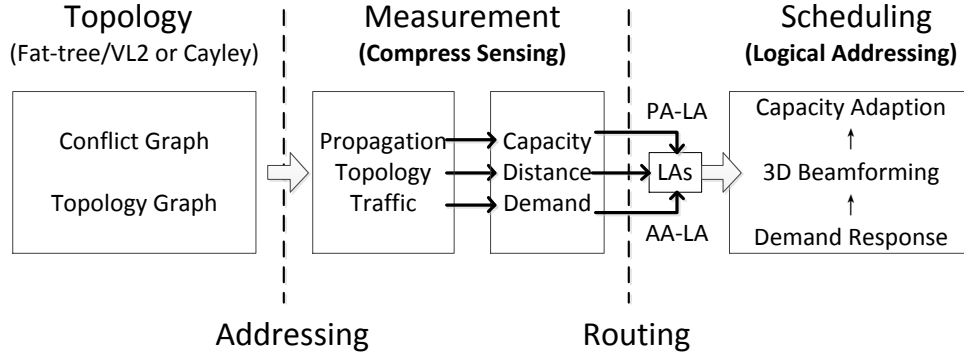 Topology
(Fat-tree/VL2 or Cayley)
Conflict Graph
Topology Graph
Measurement
(Compress Sensing)
Propagation
Topology
Traffic
Capacity
Distance
Demand
PA-LA
LAs
AA-LA
Scheduling
(Logical Addressing)
Capacity Adaption
3D Beamforming
Demand Response
Addressing
Routing